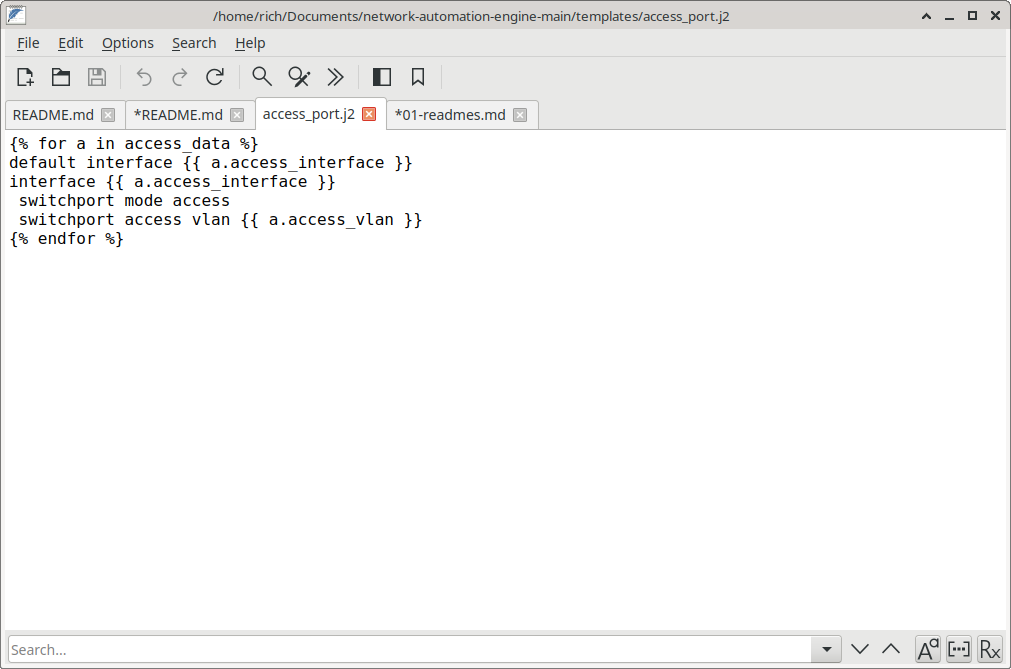 /home/rich/Documents/network-automation-engine-main/templates/access_port.j2
File Edit Options Search Help
README.md *README.md access_port.j2 *01-readmes.md
{% for a in access_data %}
default interface {{ a.access_interface }}
interface {{ a.access_interface }}
 switchport mode access
 switchport access vlan {{ a.access_vlan }}
{% endfor %}
Search...